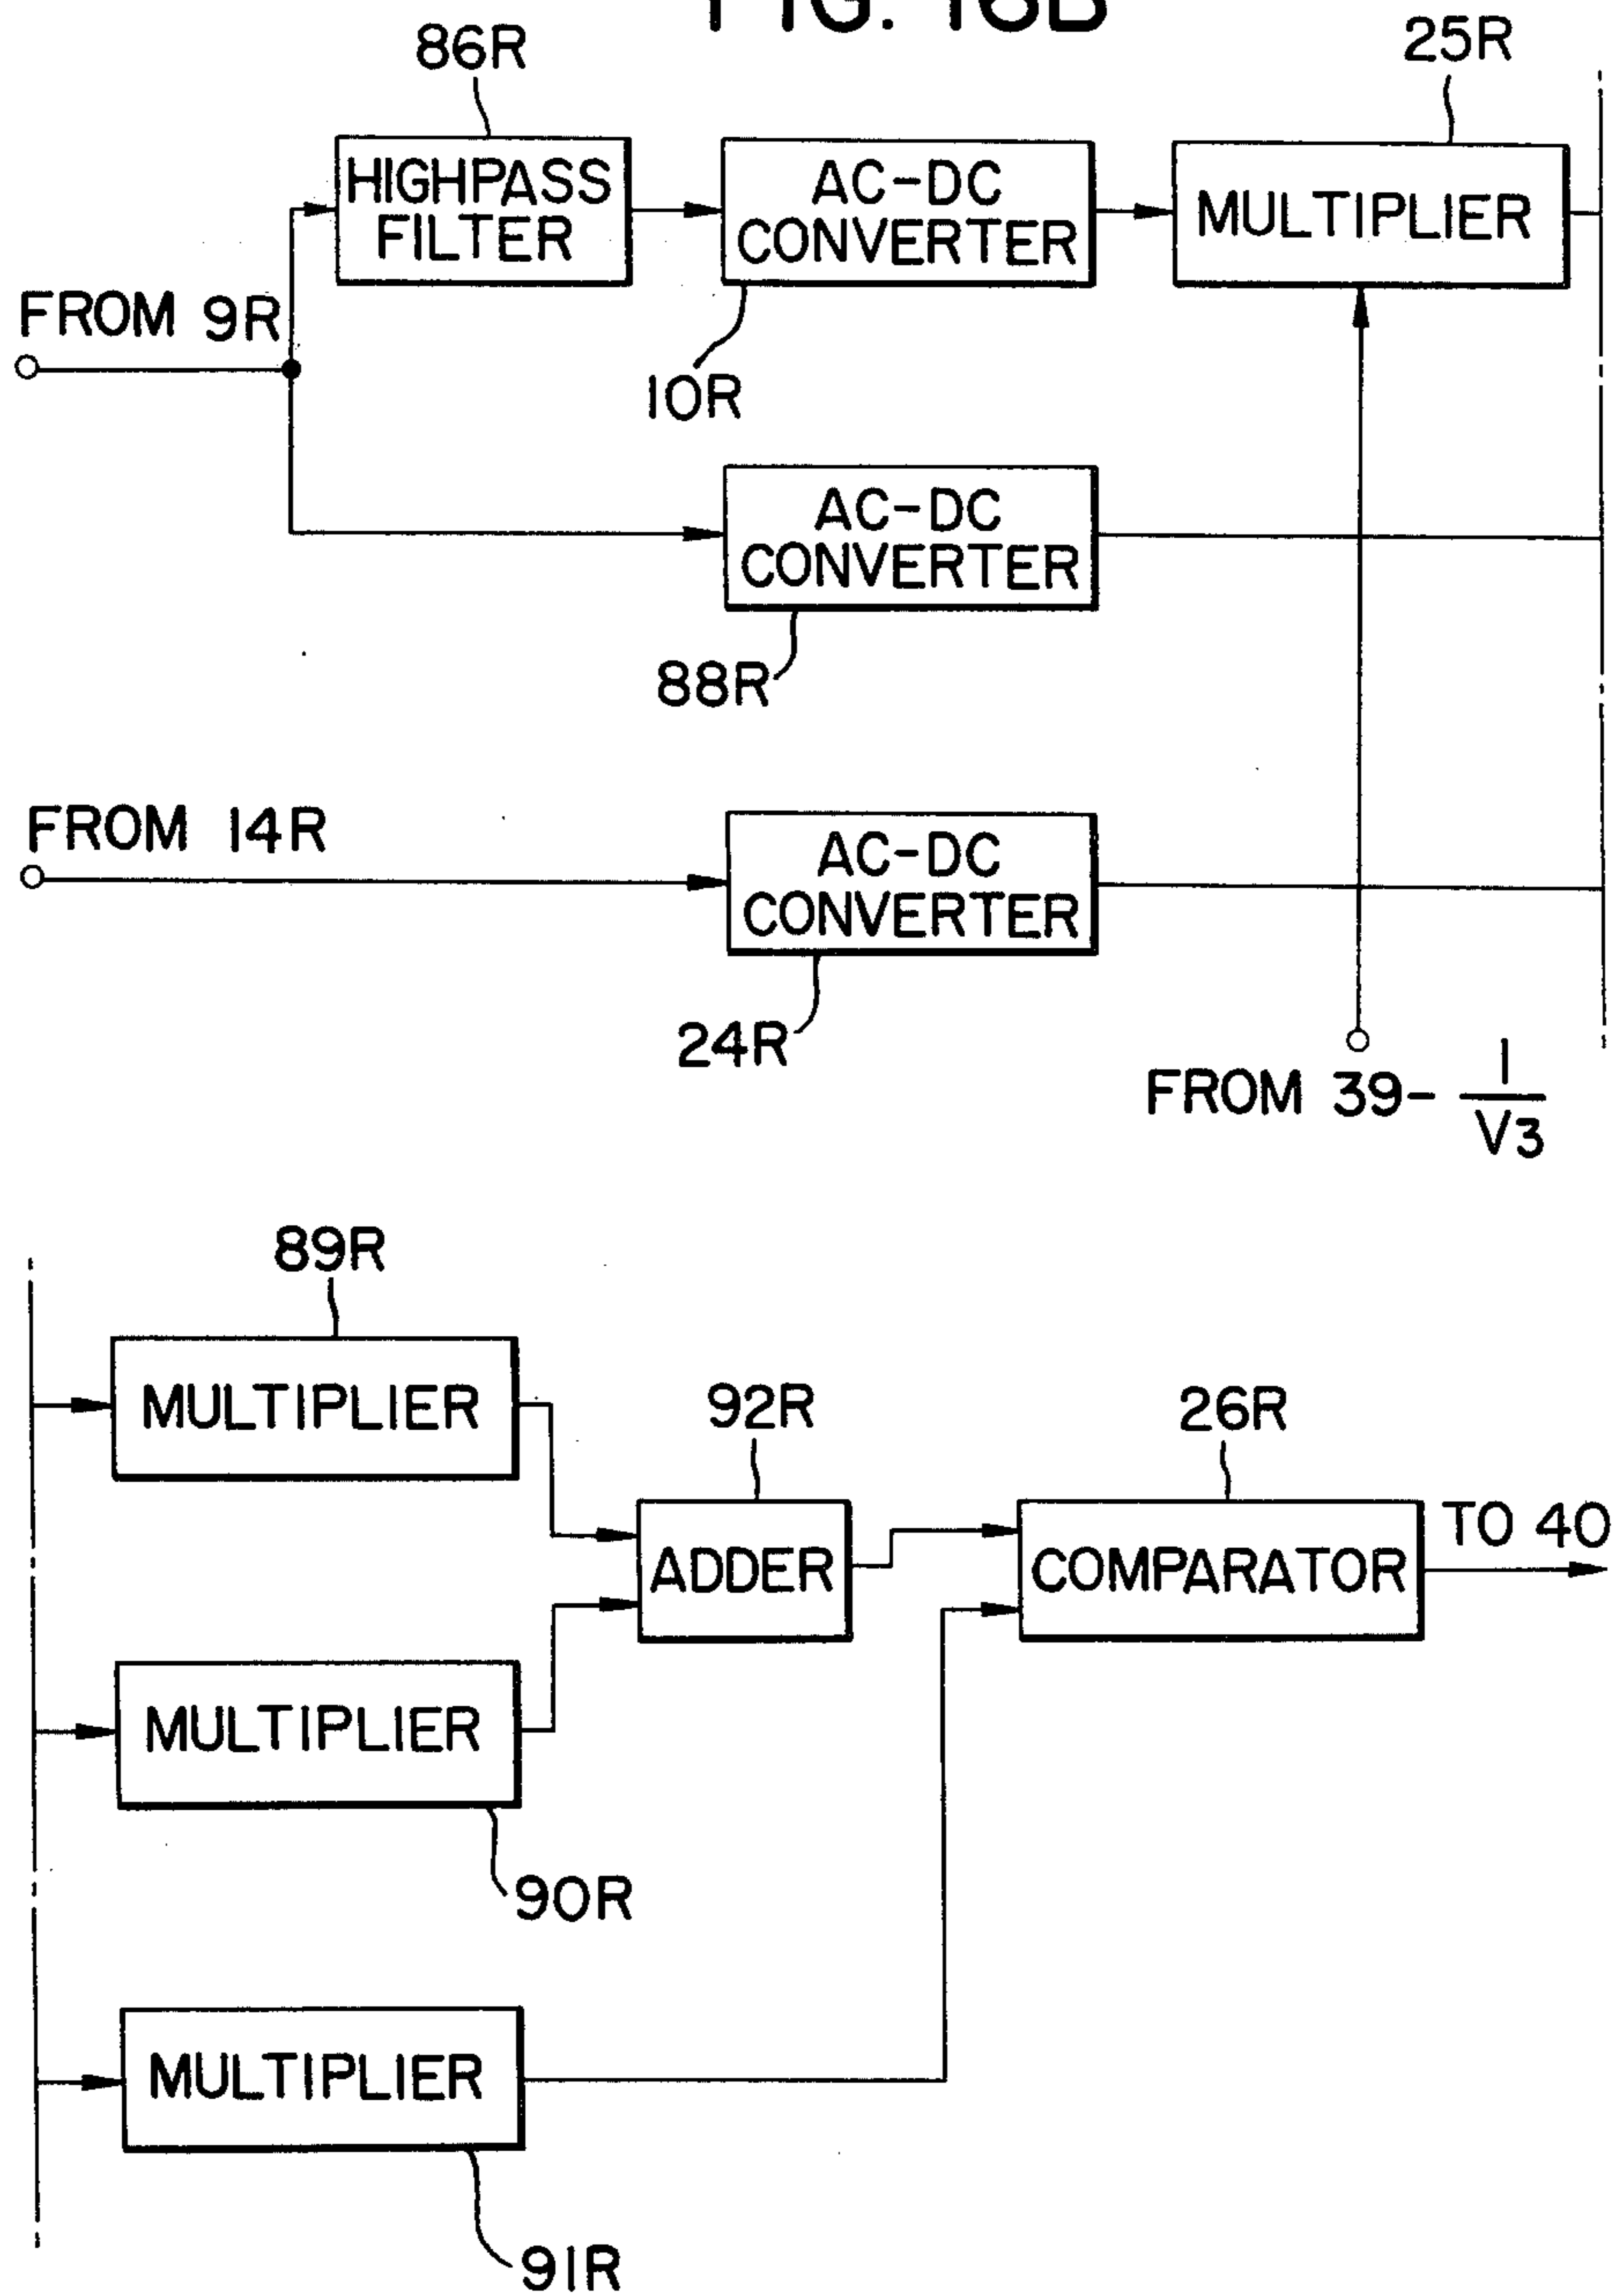 86R
25R
HIGHPASS
FILTER
AC-DC
CONVERTER
MULTIPLIER
FROM 9R
10R
AC-DC
CONVERTER
88R
FROM 14R
AC-DC
CONVERTER
24R
FROM 39- 1/V3
89R
MULTIPLIER
92R
26R
ADDER
COMPARATOR
TO 40
MULTIPLIER
90R
MULTIPLIER
91R